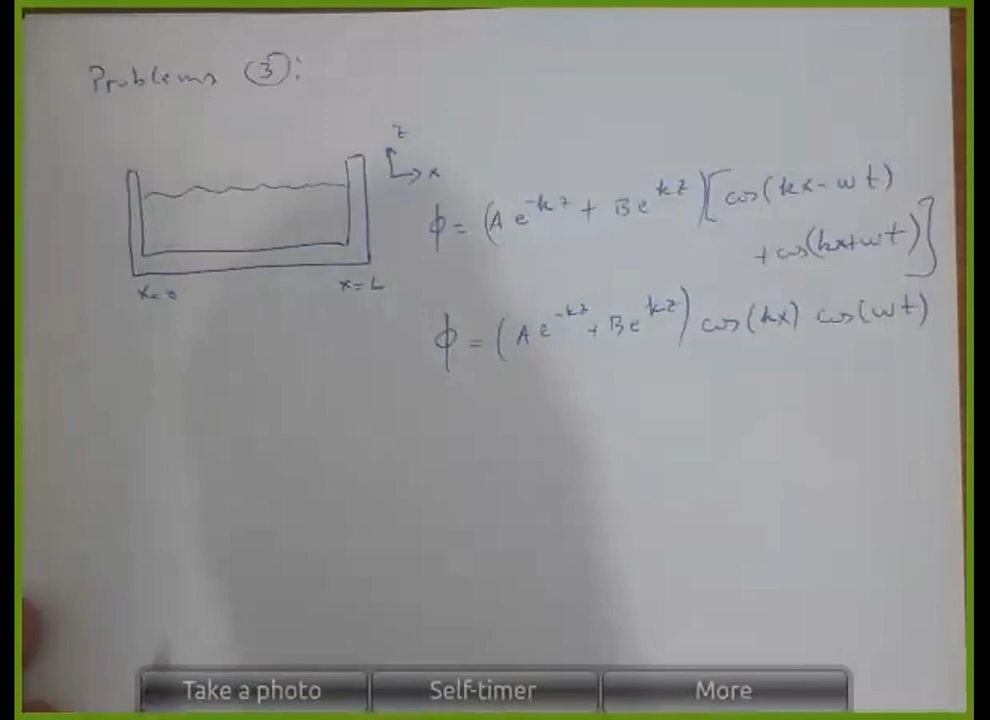 Problems (3):
z
x
ϕ = (A e^{-kz} + B e^{kz}) [cos(kx - ωt)
+ cos(kx+ωt)]
x=0
x=L
ϕ = (A e^{-kz} + B e^{kz}) cos(kx) cos(ωt)
Take a photo
Self-timer
More